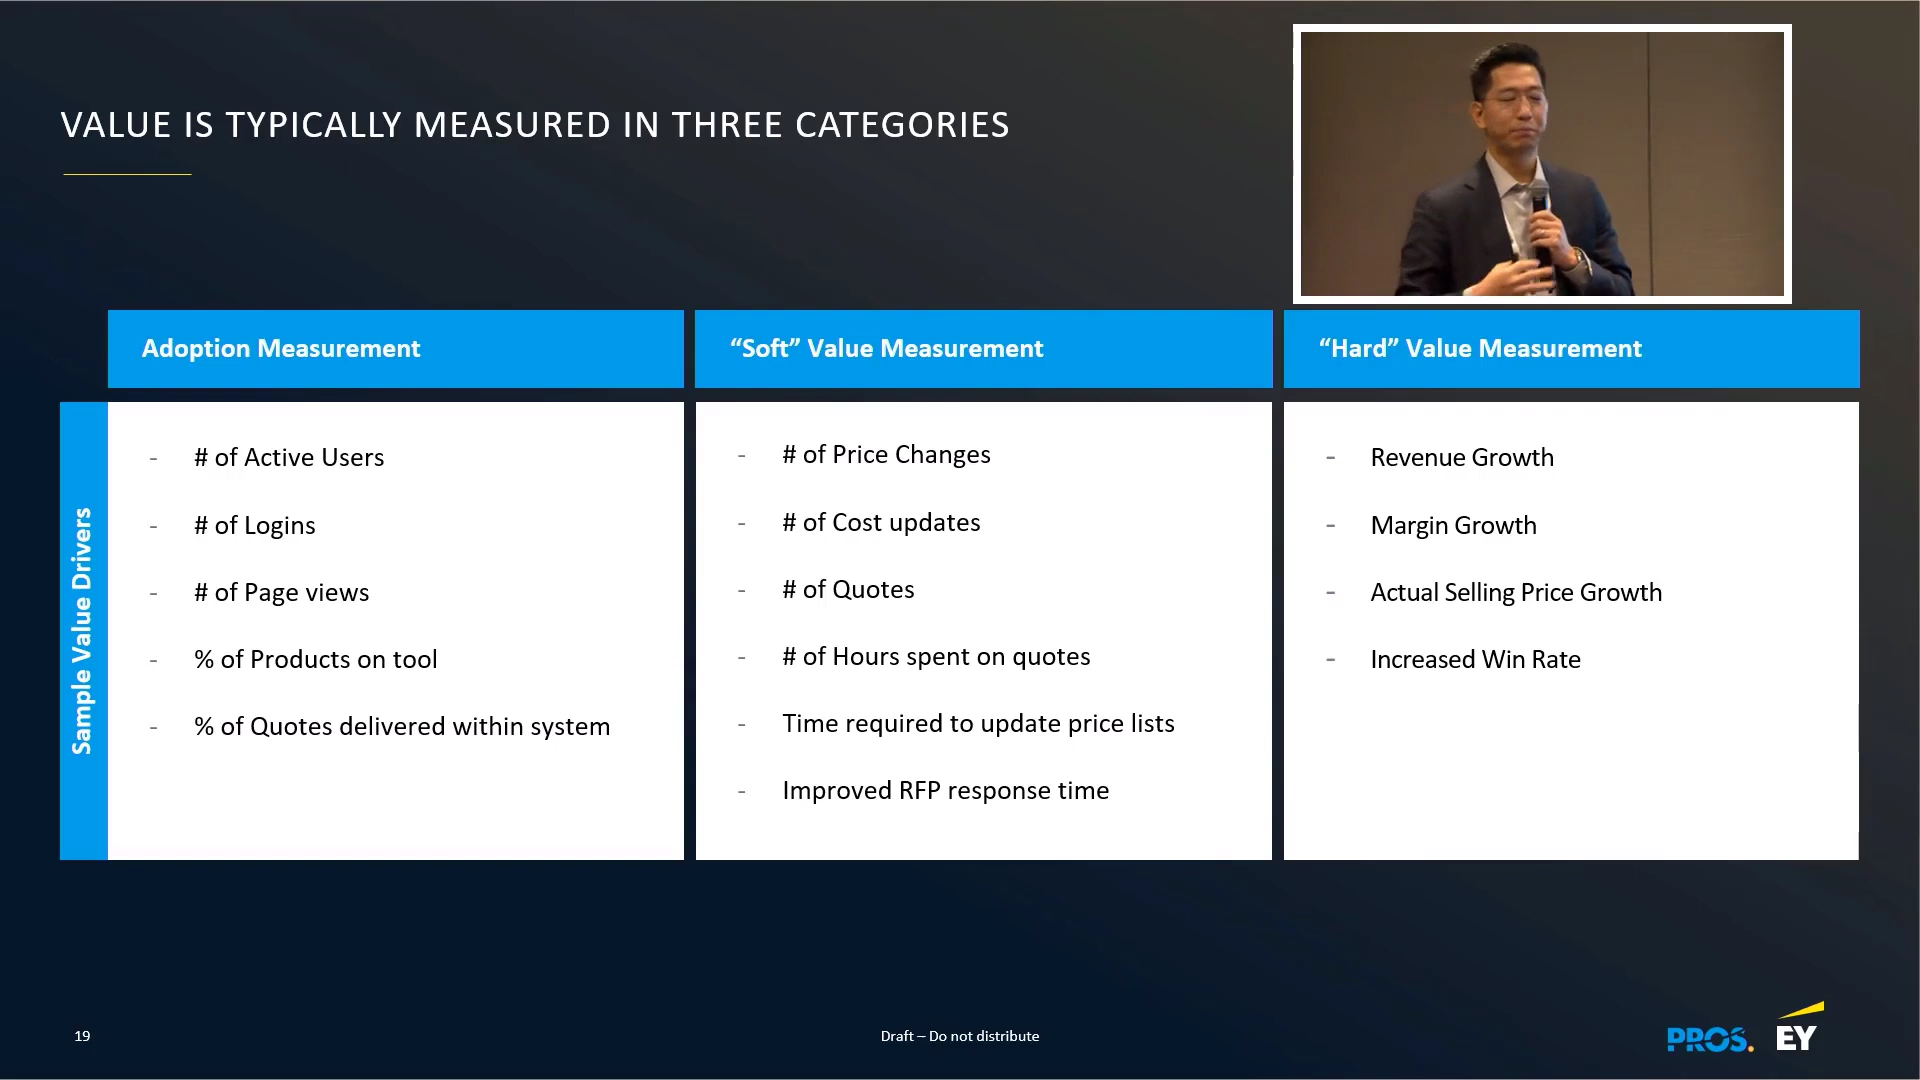 VALUE IS TYPICALLY MEASURED IN THREE CATEGORIES
Adoption Measurement
“Soft” Value Measurement
“Hard” Value Measurement
Sample Value Drivers
- # of Active Users
- # of Logins
- # of Page views
- % of Products on tool
- % of Quotes delivered within system
- # of Price Changes
- # of Cost updates
- # of Quotes
- # of Hours spent on quotes
- Time required to update price lists
- Improved RFP response time
- Revenue Growth
- Margin Growth
- Actual Selling Price Growth
- Increased Win Rate
19
Draft – Do not distribute
PROS.
EY